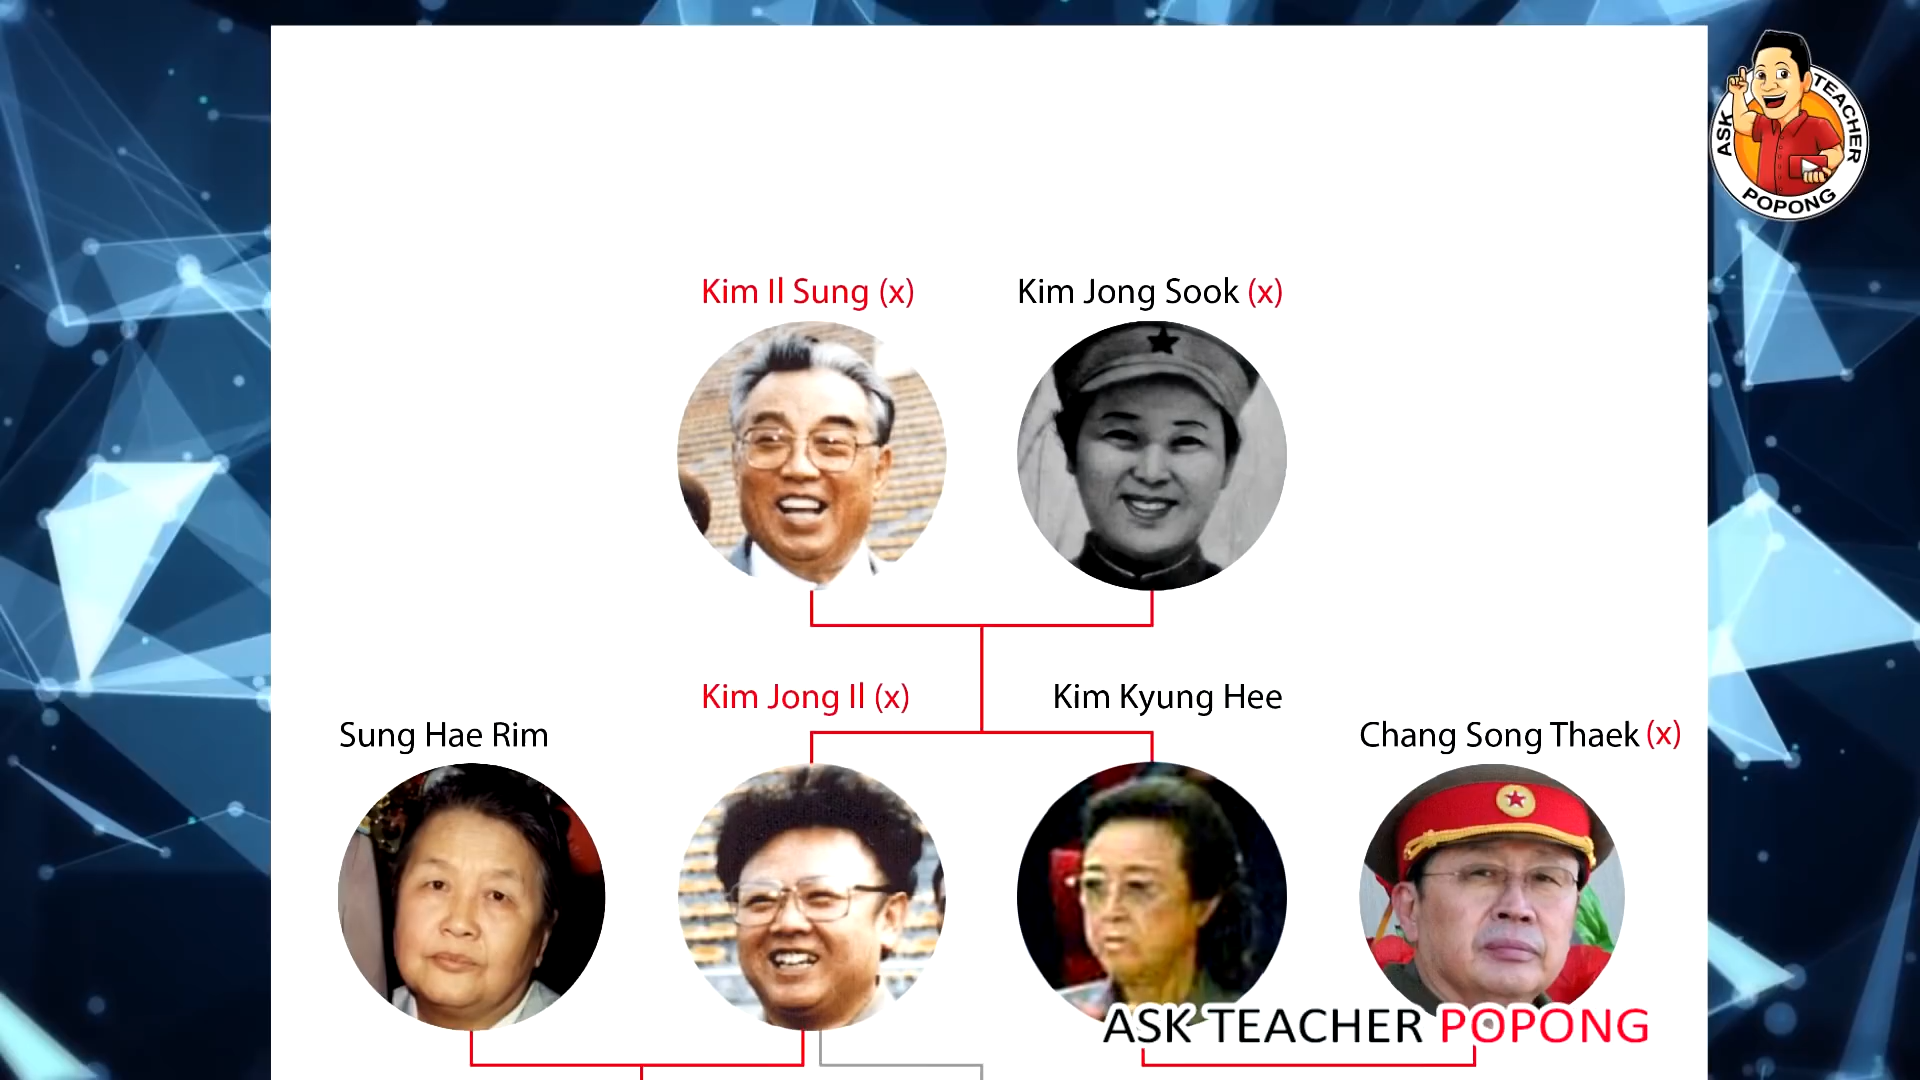 ASK TEACHER POPONG
Kim Il Sung (x)
Kim Jong Sook (x)
Kim Jong Il (x)
Kim Kyung Hee
Sung Hae Rim
Chang Song Thaek (x)
ASK TEACHER POPONG